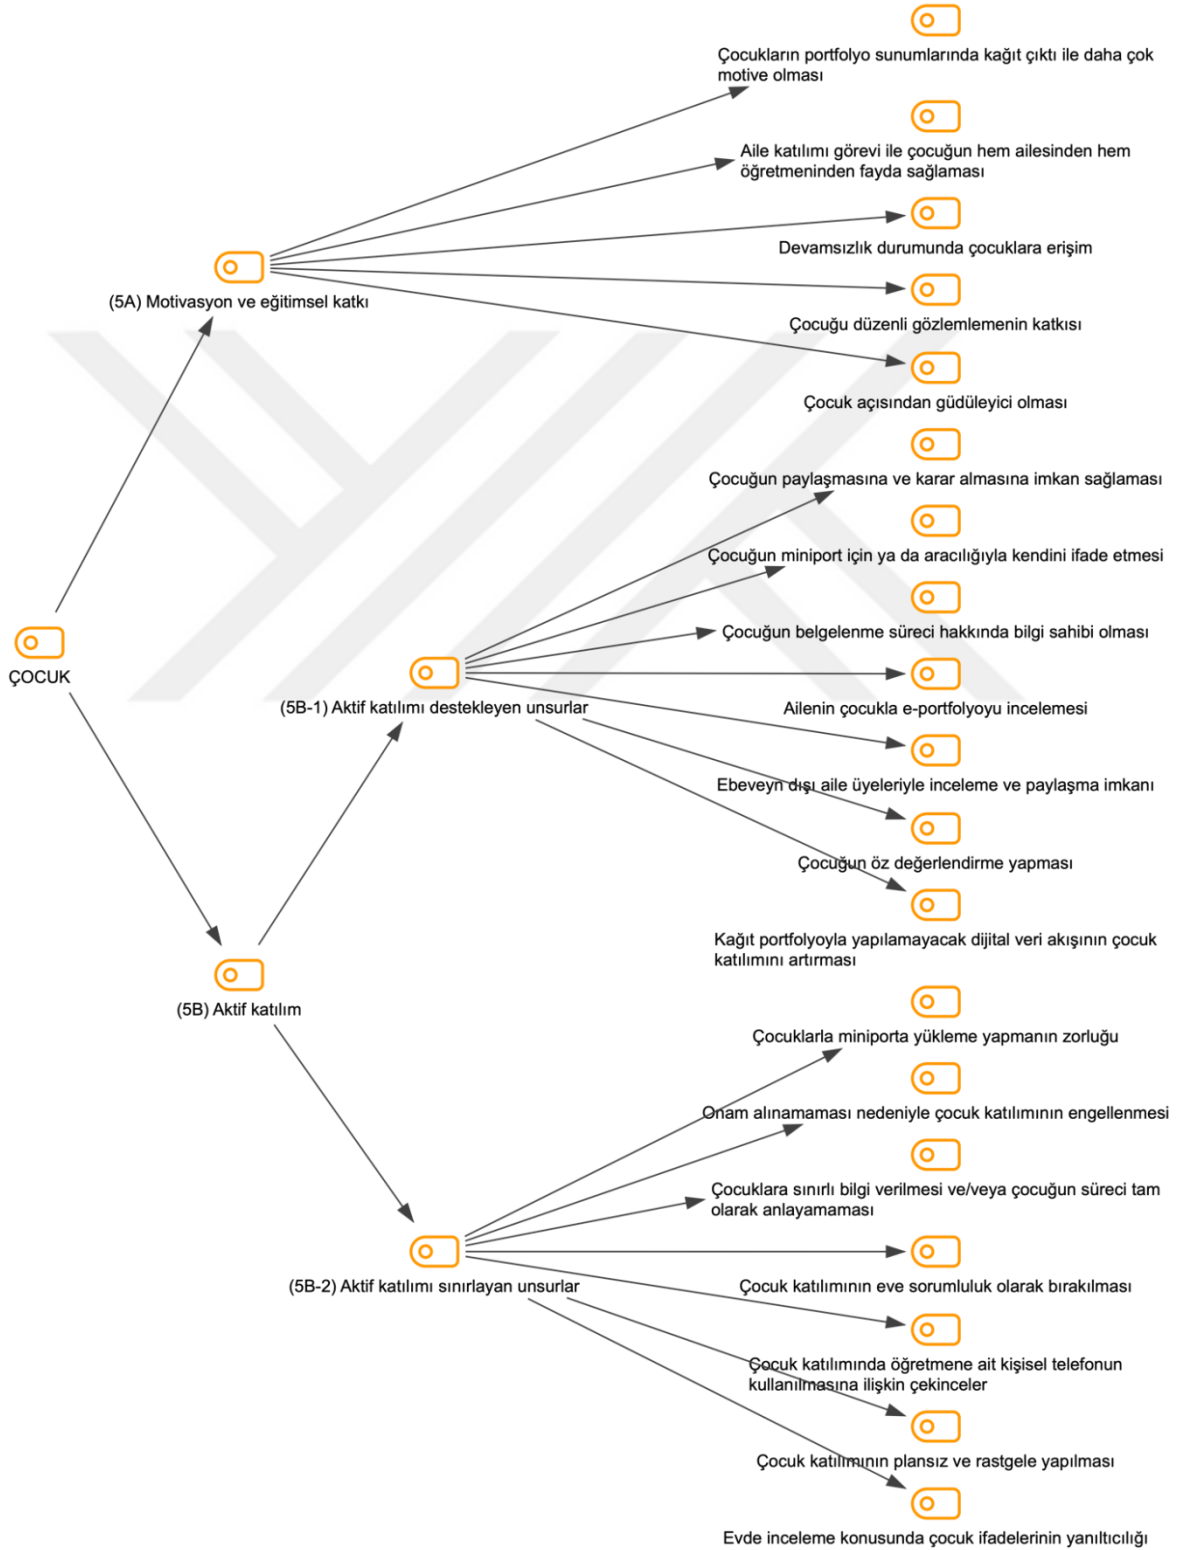 Çocukların portfolyo sunumlarında kağıt çıktı ile daha çok
motive olması
Aile katılımı görevi ile çocuğun hem ailesinden hem
öğretmeninden fayda sağlaması
Devamsızlık durumunda çocuklara erişim
(5A) Motivasyon ve eğitimsel katkı
Çocuğu düzenli gözlemlemenin katkısı
Çocuk açısından güdüleyici olması
Çocuğun paylaşmasına ve karar almasına imkan sağlaması
Çocuğun miniport için ya da aracılığıyla kendini ifade etmesi
Çocuğun belgelenme süreci hakkında bilgi sahibi olması
ÇOCUK
(5B-1) Aktif katılımı destekleyen unsurlar
Ailenin çocukla e-portfolyoyu incelemesi
Ebeveyn dışı aile üyeleriyle inceleme ve paylaşma imkanı
Çocuğun öz değerlendirme yapması
Kağıt portfolyoyla yapılamayacak dijital veri akışının çocuk
katılımını artırması
(5B) Aktif katılım
Çocuklarla miniporta yükleme yapmanın zorluğu
Onam alınamaması nedeniyle çocuk katılımının engellenmesi
Çocuklara sınırlı bilgi verilmesi ve/veya çocuğun süreci tam
olarak anlayamaması
(5B-2) Aktif katılımı sınırlayan unsurlar
Çocuk katılımının eve sorumluluk olarak bırakılması
Çocuk katılımında öğretmene ait kişisel telefonun
kullanılmasına ilişkin çekinceler
Çocuk katılımının plansız ve rastgele yapılması
Evde inceleme konusunda çocuk ifadelerinin yanıltıcılığı